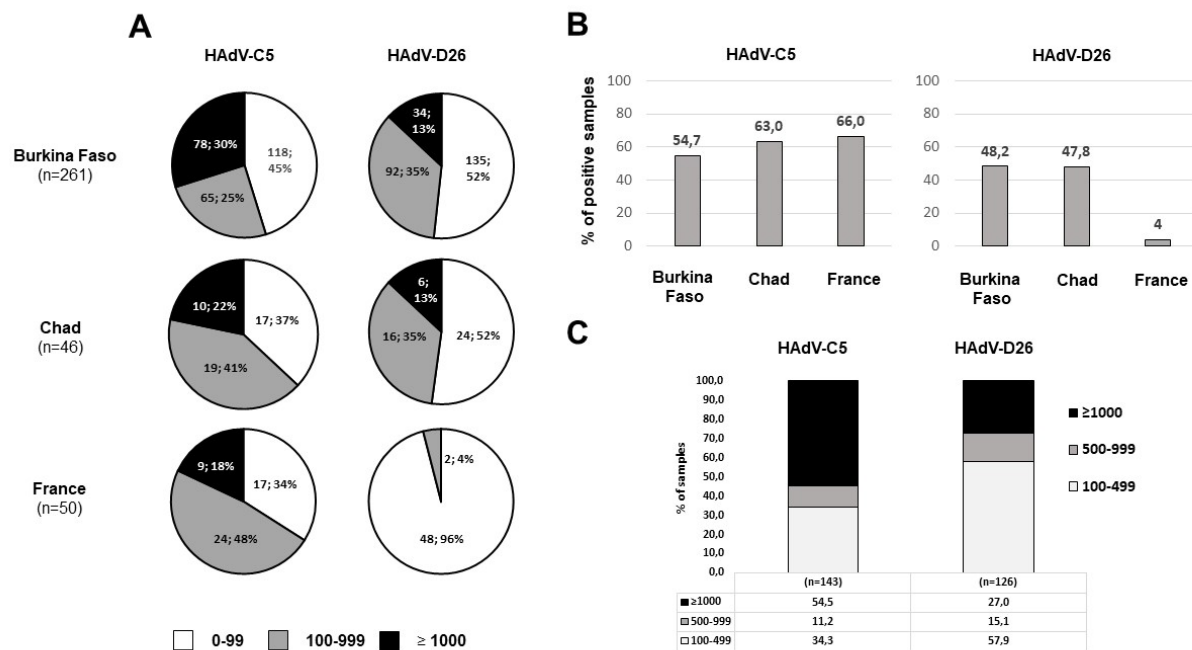 A
HAdV-C5 HAdV-D26
Burkina Faso
(n=261)
78; 30%
118;
45%
65; 25%
34;
13%
135;
52%
92; 35%
Chad
(n=46)
10; 22%
17; 37%
19; 41%
6;
13%
24; 52%
16; 35%
France
(n=50)
9; 18%
17; 34%
24; 48%
2; 4%
48; 96%
0-99 100-999 ≥ 1000
B
HAdV-C5
% of positive samples
100
80
60
40
20
0
54,7
63,0
66,0
Burkina
Faso
Chad
France
HAdV-D26
100
80
60
40
20
0
48,2
47,8
4
Burkina
Faso
Chad
France
C
HAdV-C5 HAdV-D26
% of samples
100,0
90,0
80,0
70,0
60,0
50,0
40,0
30,0
20,0
10,0
0,0
≥1000
500-999
100-499
(n=143) (n=126)
≥1000 54,5 27,0
500-999 11,2 15,1
100-499 34,3 57,9